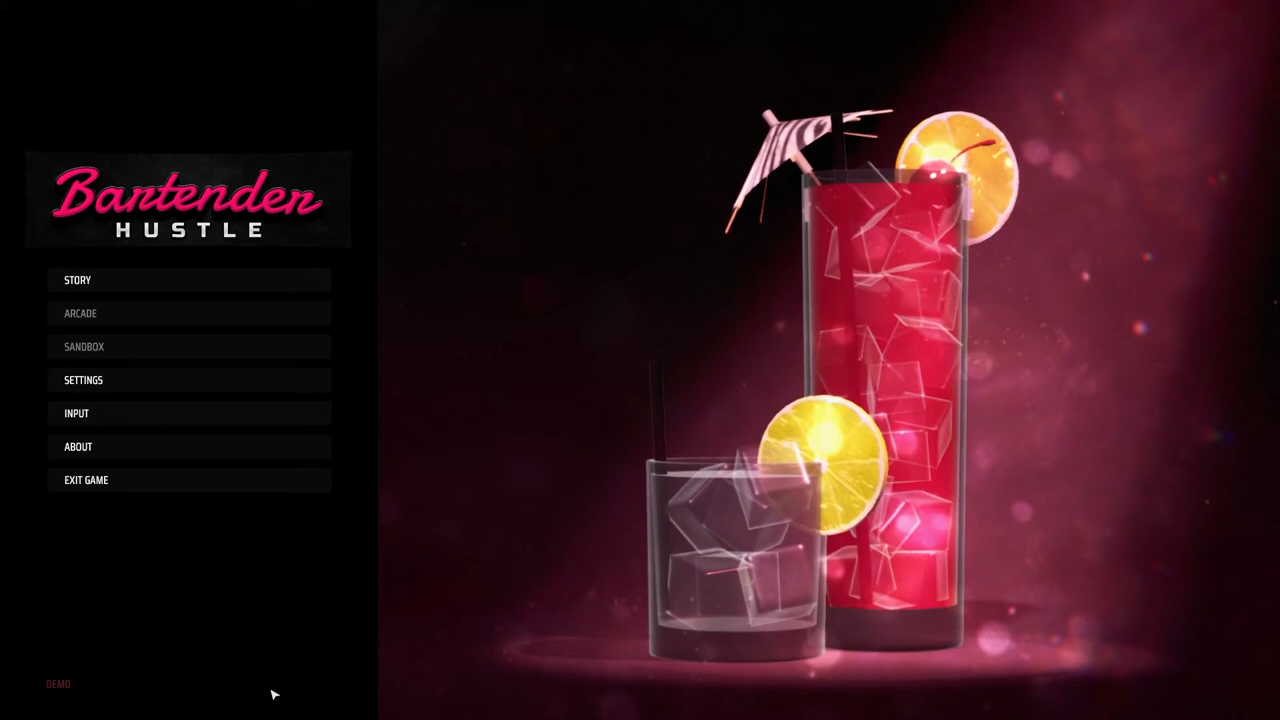 Bartender
HUSTLE
STORY
ARCADE
SANDBOX
SETTINGS
INPUT
ABOUT
EXIT GAME
DEMO